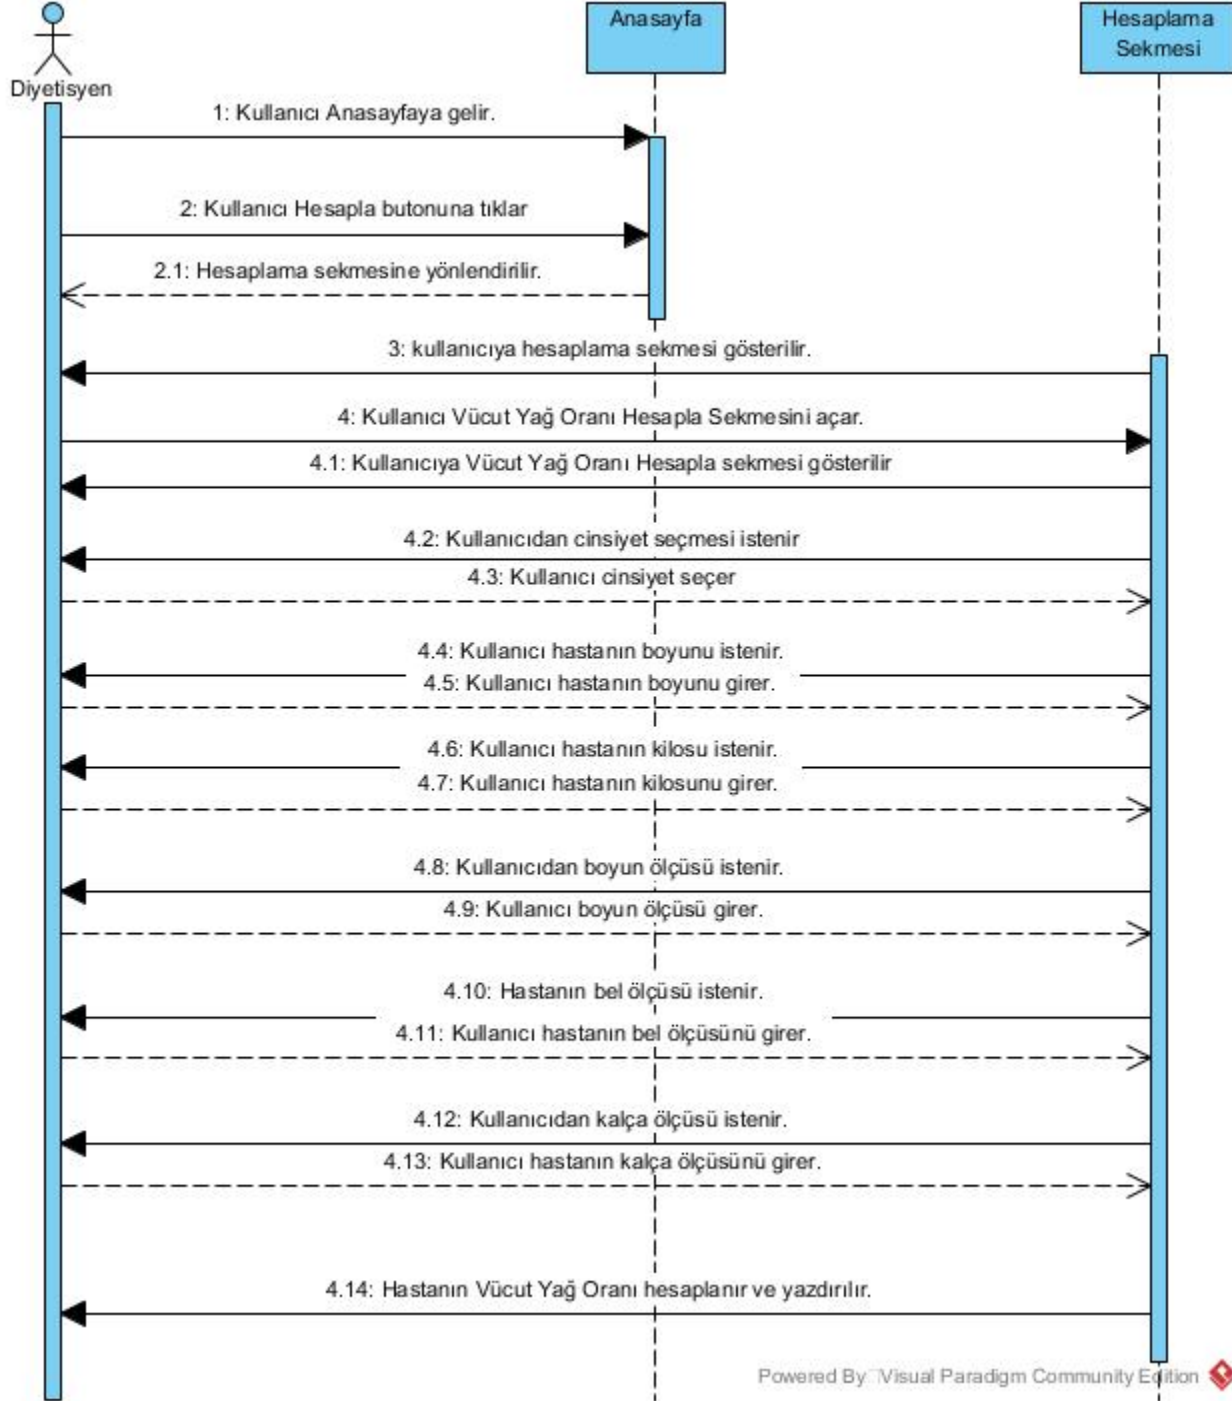 Anasayfa
Hesaplama
Sekmesi
Diyetisyen
1: Kullanıcı Anasayfaya gelir.
2: Kullanıcı Hesapla butonuna tıklar
2.1: Hesaplama sekmesine yönlendirilir.
3: kullanıcıya hesaplama sekmesi gösterilir.
4: Kullanıcı Vücut Yağ Oranı Hesapla Sekmesini açar.
4.1: Kullanıcıya Vücut Yağ Oranı Hesapla sekmesi gösterilir
4.2: Kullanıcıdan cinsiyet seçmesi istenir
4.3: Kullanıcı cinsiyet seçer
4.4: Kullanıcı hastanın boyunu istenir.
4.5: Kullanıcı hastanın boyunu girer.
4.6: Kullanıcı hastanın kilosu istenir.
4.7: Kullanıcı hastanın kilosunu girer.
4.8: Kullanıcıdan boyun ölçüsü istenir.
4.9: Kullanıcı boyun ölçüsü girer.
4.10: Hastanın bel ölçüsü istenir.
4.11: Kullanıcı hastanın bel ölçüsünü girer.
4.12: Kullanıcıdan kalça ölçüsü istenir.
4.13: Kullanıcı hastanın kalça ölçüsünü girer.
4.14: Hastanın Vücut Yağ Oranı hesaplanır ve yazdırılır.
Powered By Visual Paradigm Community Edition